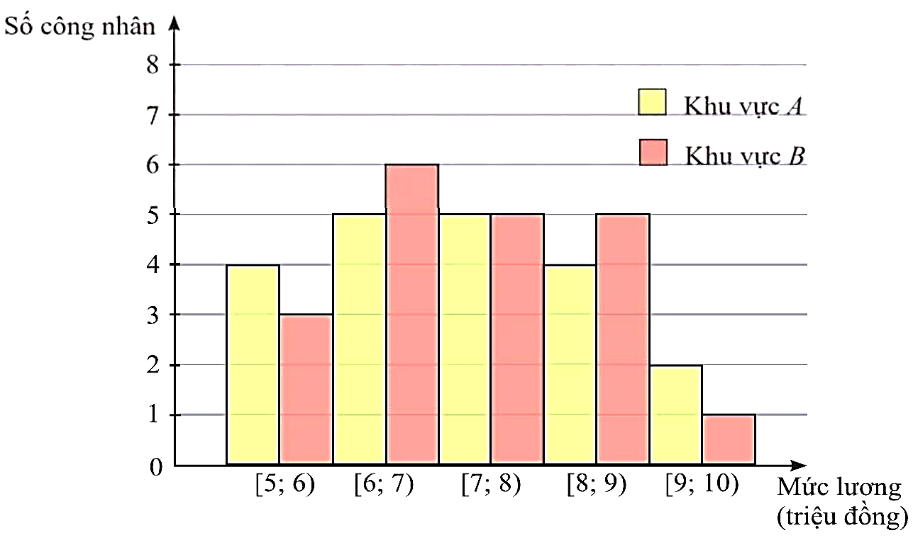 Số công nhân
8
7
6
5
4
3
2
1
0
Khu vực A
Khu vực B
[5; 6) [6; 7) [7; 8) [8; 9) [9; 10)
Mức lương
(triệu đồng)